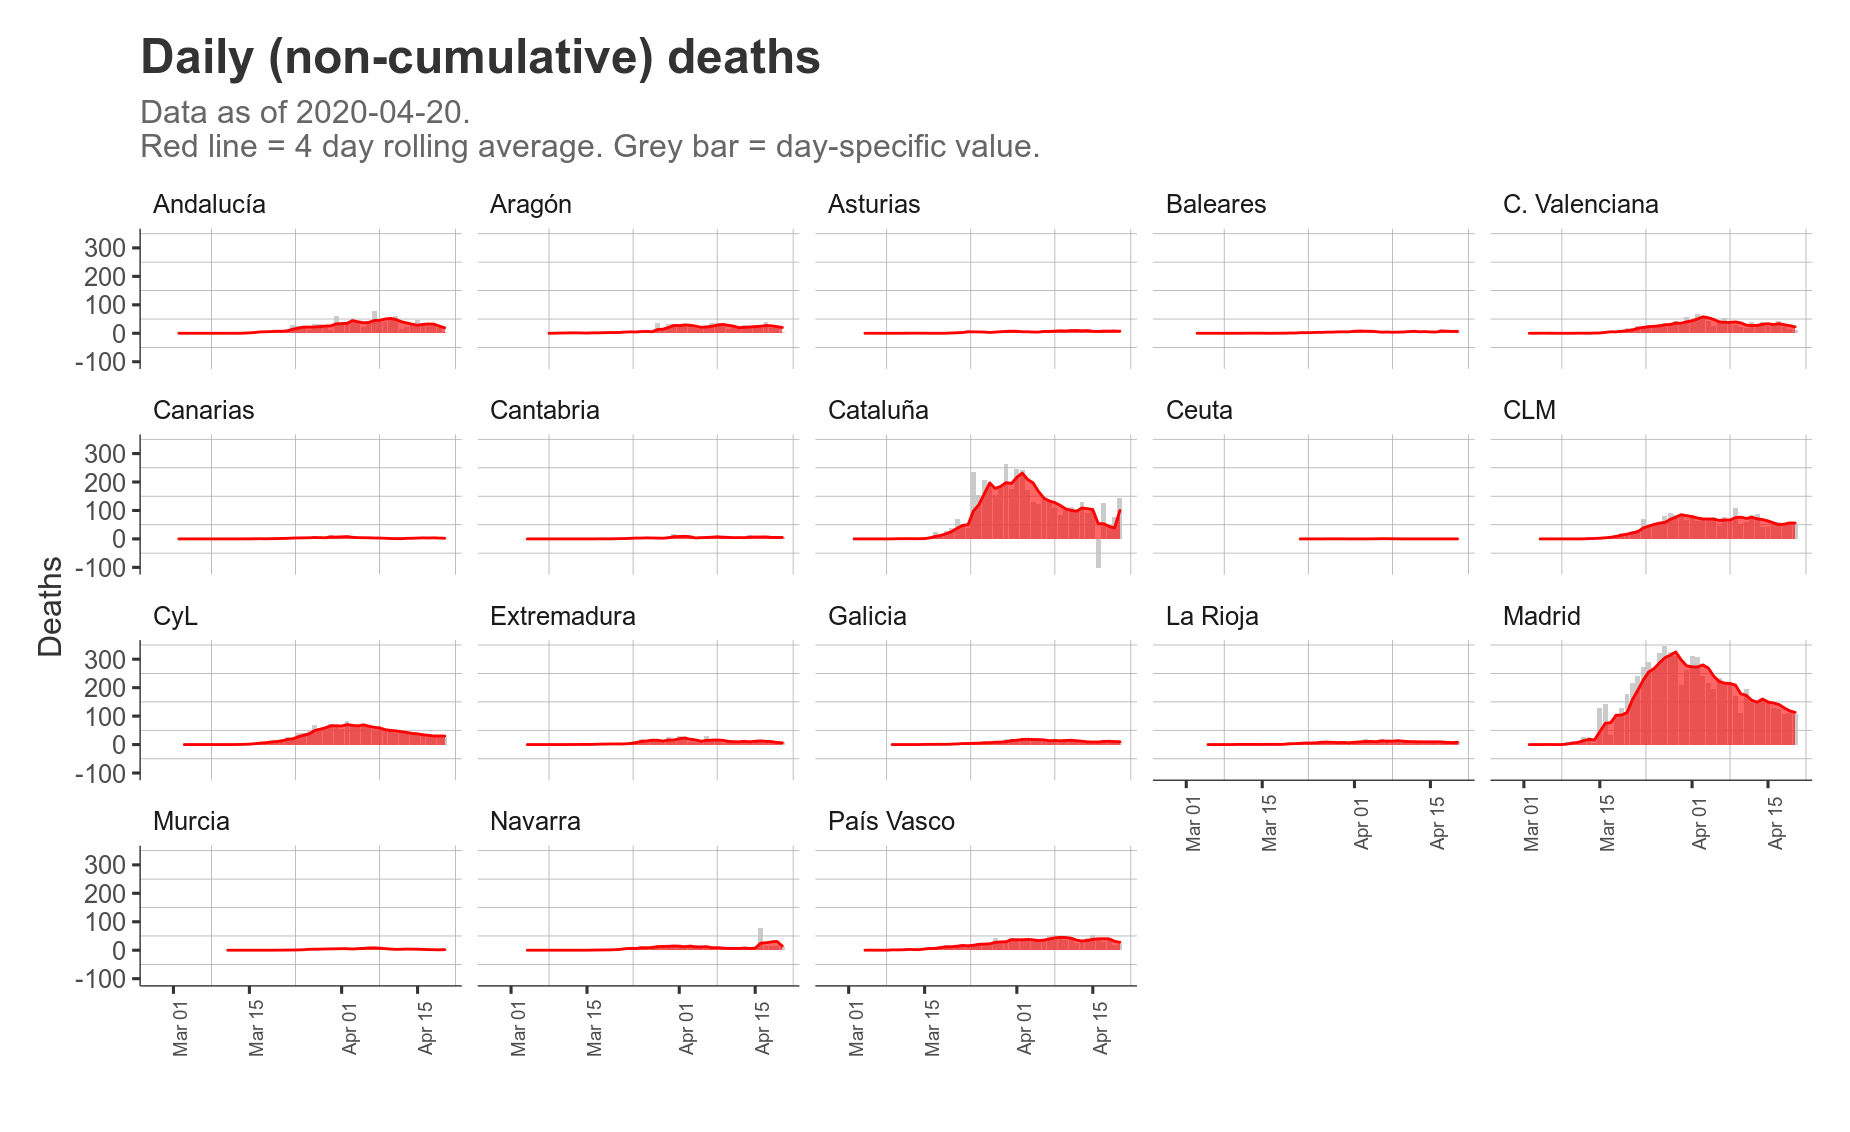 Daily (non-cumulative) deaths
Data as of 2020-04-20.
Red line = 4 day rolling average. Grey bar = day-specific value.
Andalucía Aragón Asturias Baleares C. Valenciana
300
200
100
0
-100
Canarias Cantabria Cataluña Ceuta CLM
300
200
100
0
-100
Deaths
CyL Extremadura Galicia La Rioja Madrid
300
200
100
0
-100
Mar 01 Mar 15 Apr 01 Apr 15 Mar 01 Mar 15 Apr 01 Apr 15
Murcia Navarra País Vasco
300
200
100
0
-100
Mar 01 Mar 15 Apr 01 Apr 15 Mar 01 Mar 15 Apr 01 Apr 15 Mar 01 Mar 15 Apr 01 Apr 15